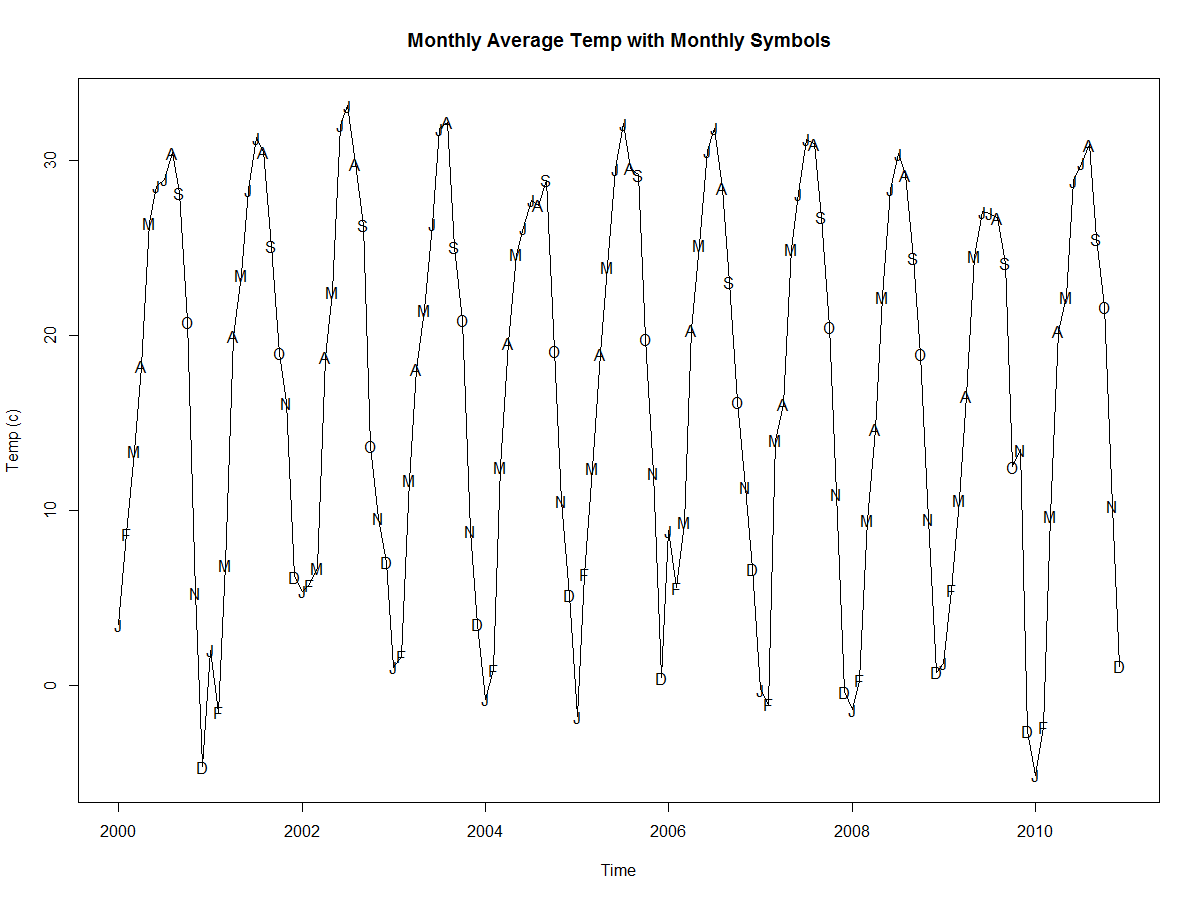 Monthly Average Temp with Monthly Symbols
30
20
10
0
Temp (c)
J F M A M J J A S O N D
J F M A M J J A S O N D
J F M A M J J A S O N D
J F M A M J J A S O N D
J F M A M J J A S O N D
J F M A M J J A S O N D
J F M A M J J A S O N D
J F M A M J J A S O N D
J F M A M J J A S O N D
J F M A M J J A S O N D
J F M A M J J A S O N D
2000 2002 2004 2006 2008 2010
Time